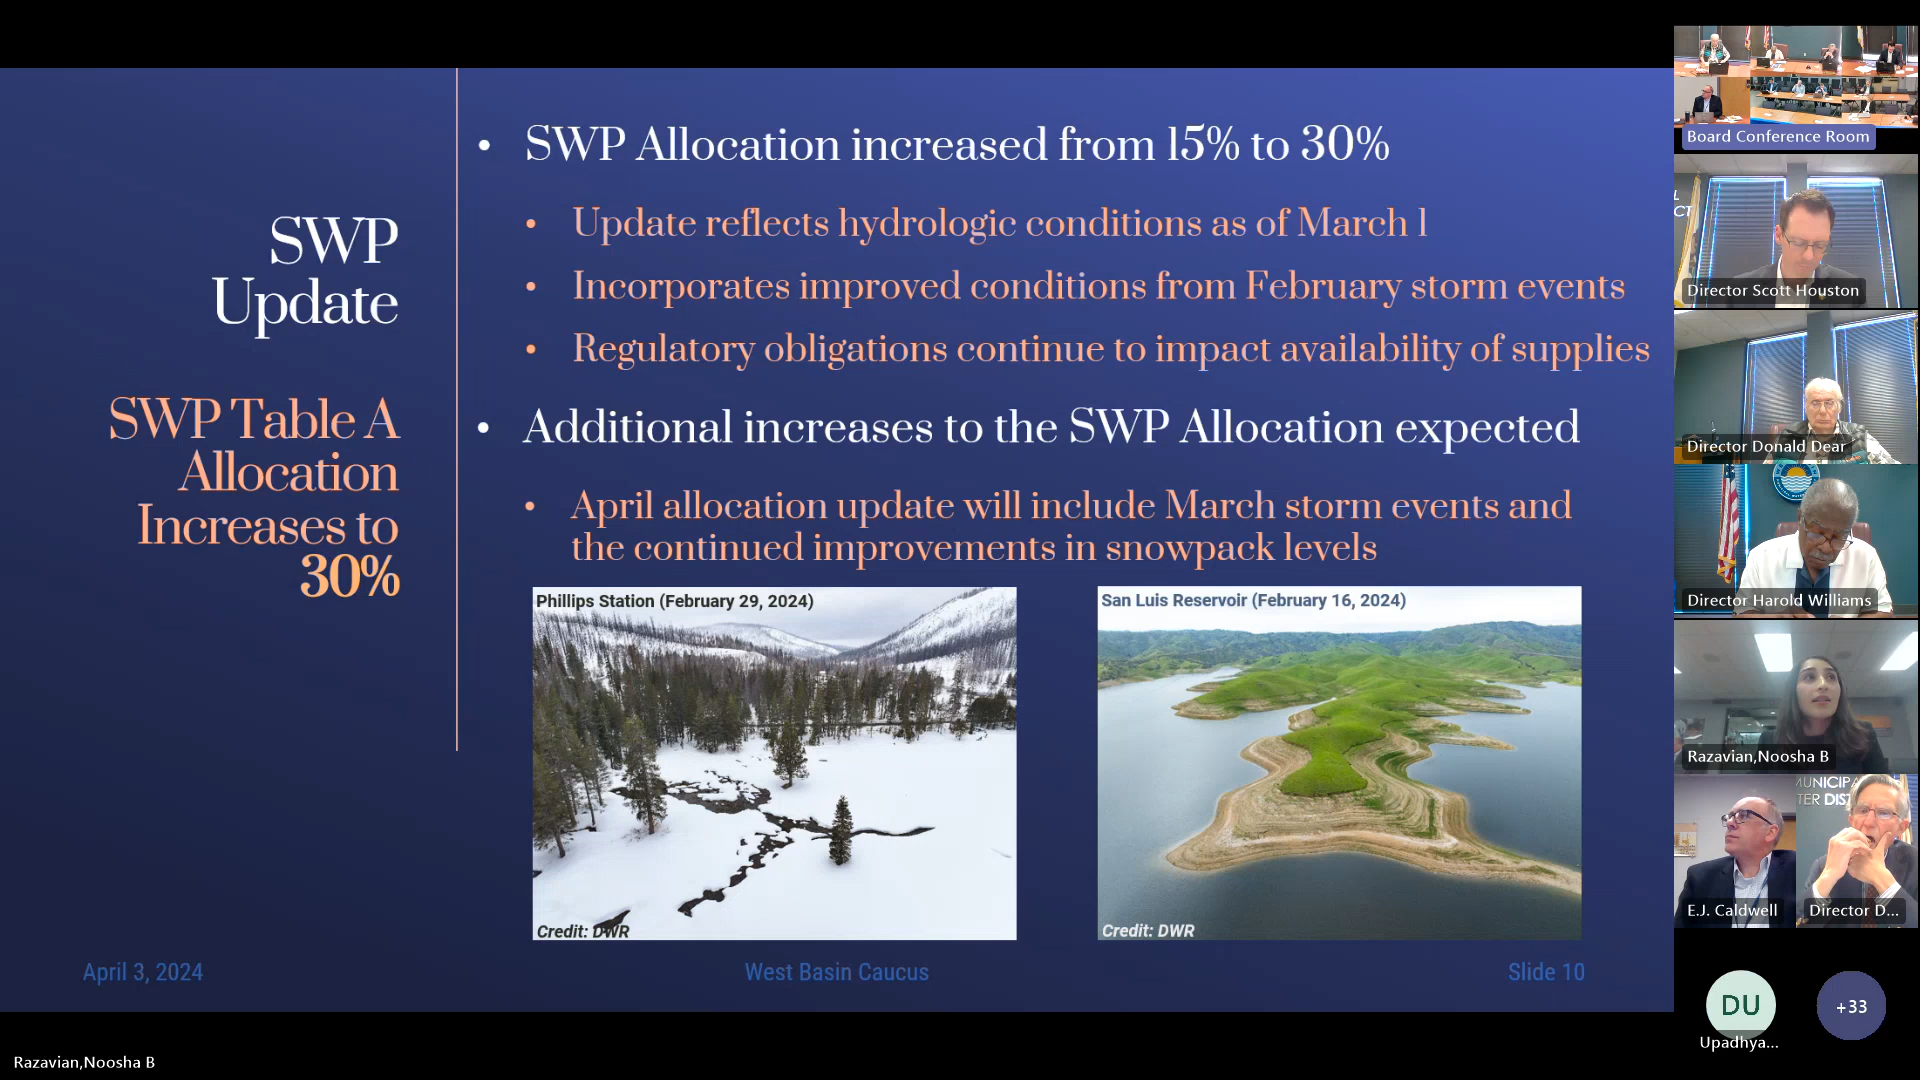 SWP
Update
SWP Table A
Allocation
Increases to
30%
• SWP Allocation increased from 15% to 30%
• Update reflects hydrologic conditions as of March 1
• Incorporates improved conditions from February storm events
• Regulatory obligations continue to impact availability of supplies
• Additional increases to the SWP Allocation expected
• April allocation update will include March storm events and
the continued improvements in snowpack levels
Phillips Station (February 29, 2024)
Credit: DWR
San Luis Reservoir (February 16, 2024)
Credit: DWR
April 3, 2024
West Basin Caucus
Slide 10
Board Conference Room
Director Scott Houston
Director Donald Dear
Director Harold Williams
Razavian,Noosha B
E.J. Caldwell
Director D...
DU
Upadhya...
+33
Razavian,Noosha B